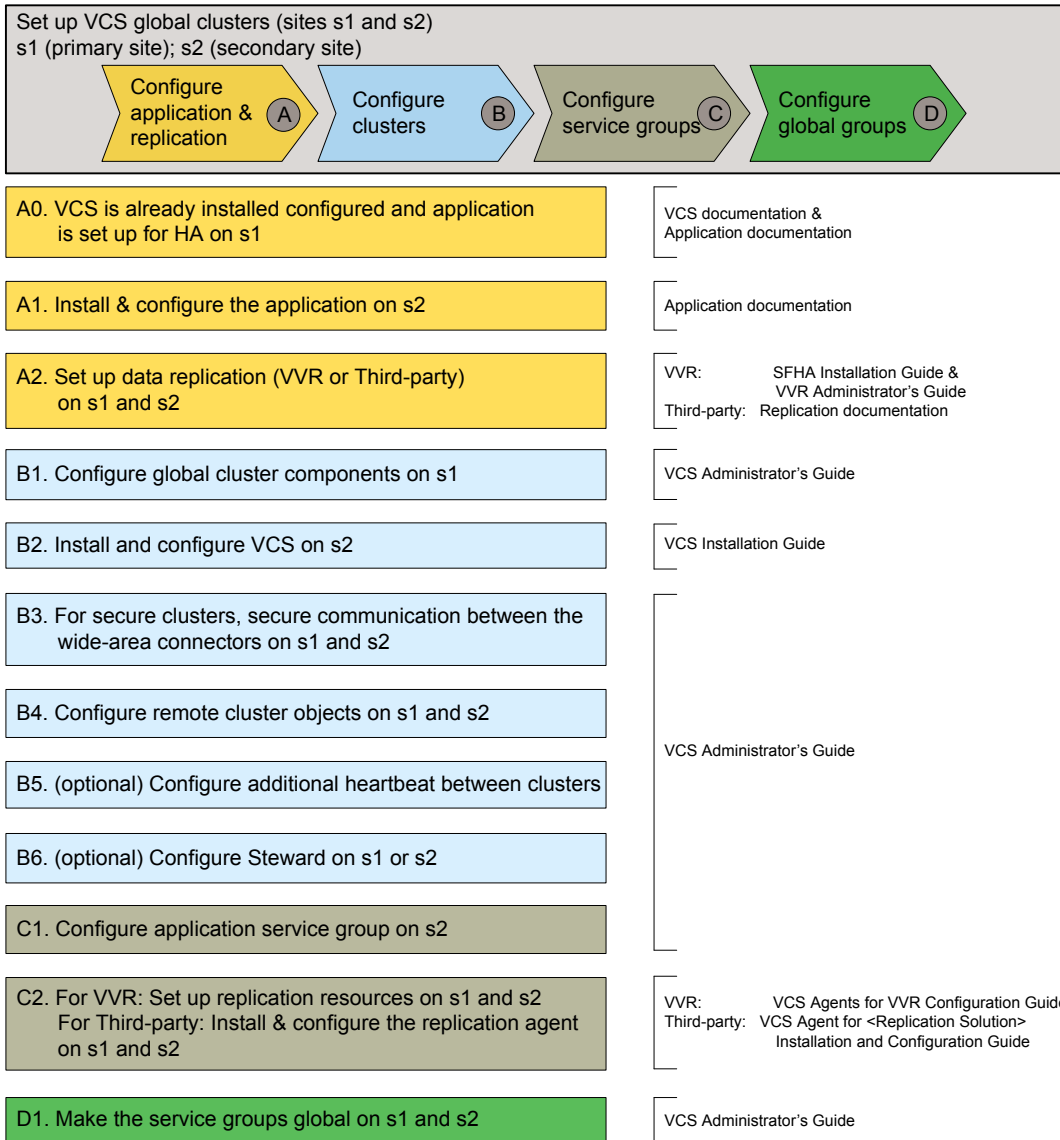 Set up VCS global clusters (sites s1 and s2)
s1 (primary site); s2 (secondary site)
Configure
application &
replication
A
Configure
clusters
B
Configure
service groups
C
Configure
global groups
D
A0. VCS is already installed configured and application
is set up for HA on s1
VCS documentation &
Application documentation
A1. Install & configure the application on s2
Application documentation
A2. Set up data replication (VVR or Third-party)
on s1 and s2
VVR: SFHA Installation Guide &
VVR Administrator's Guide
Third-party: Replication documentation
B1. Configure global cluster components on s1
VCS Administrator's Guide
B2. Install and configure VCS on s2
VCS Installation Guide
B3. For secure clusters, secure communication between the
wide-area connectors on s1 and s2
B4. Configure remote cluster objects on s1 and s2
B5. (optional) Configure additional heartbeat between clusters
B6. (optional) Configure Steward on s1 or s2
C1. Configure application service group on s2
VCS Administrator's Guide
C2. For VVR: Set up replication resources on s1 and s2
For Third-party: Install & configure the replication agent
on s1 and s2
VVR: VCS Agents for VVR Configuration Guide
Third-party: VCS Agent for <Replication Solution>
Installation and Configuration Guide
D1. Make the service groups global on s1 and s2
VCS Administrator's Guide